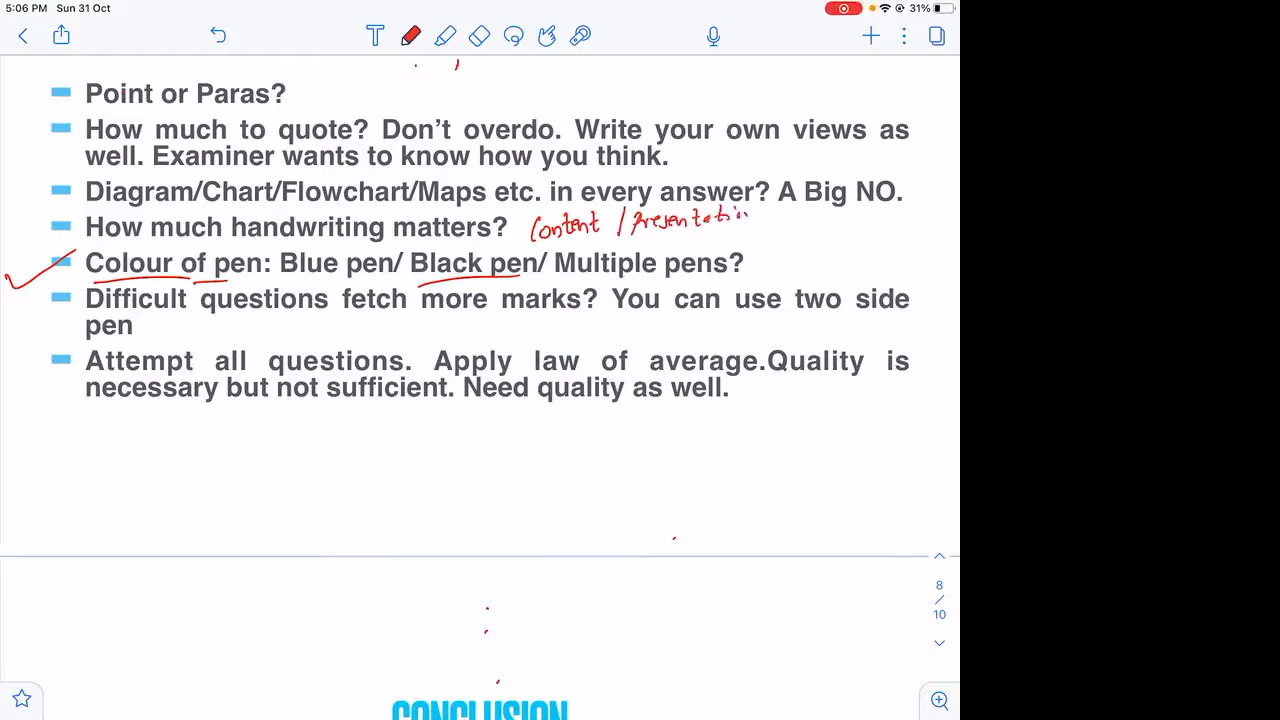 5:06 PM Sun 31 Oct 31%
Point or Paras?
How much to quote? Don’t overdo. Write your own views as
well. Examiner wants to know how you think.
Diagram/Chart/Flowchart/Maps etc. in every answer? A Big NO.
How much handwriting matters? Content / Presentation
Colour of pen: Blue pen/ Black pen/ Multiple pens?
Difficult questions fetch more marks? You can use two side
pen
Attempt all questions. Apply law of average.Quality is
necessary but not sufficient. Need quality as well.
8
/
10
CONCLUSION